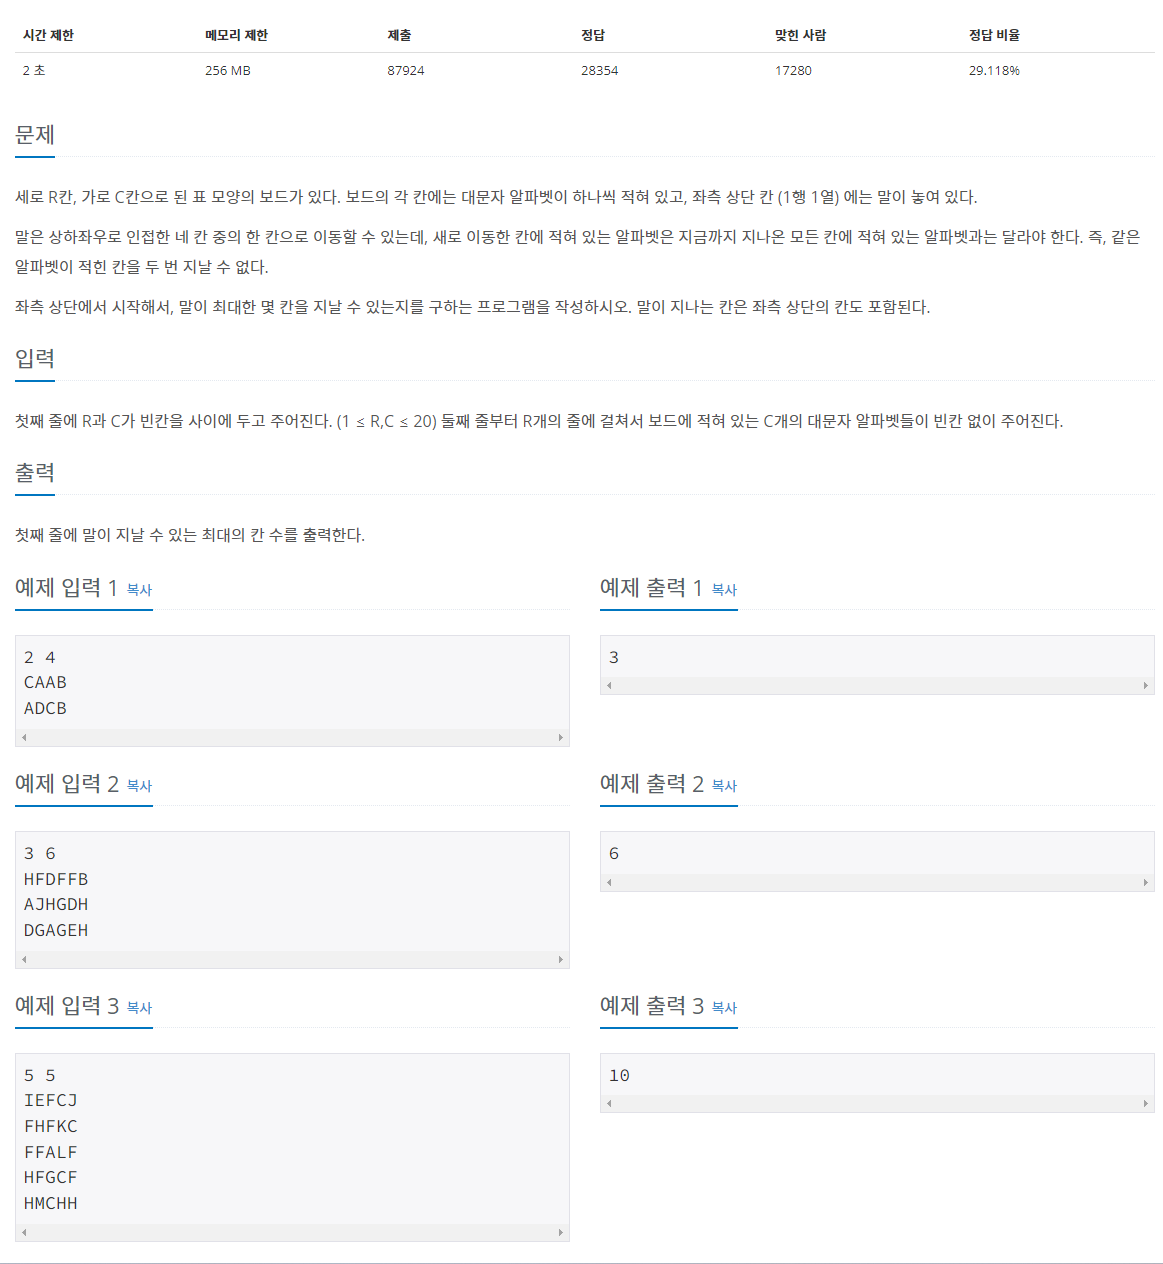 시간 제한 메모리 제한 제출 정답 맞힌 사람 정답 비율
2 초 256 MB 87924 28354 17280 29.118%
문제
세로 R칸, 가로 C칸으로 된 표 모양의 보드가 있다. 보드의 각 칸에는 대문자 알파벳이 하나씩 적혀 있고, 좌측 상단 칸 (1행 1열) 에는 말이 놓여 있다.
말은 상하좌우로 인접한 네 칸 중의 한 칸으로 이동할 수 있는데, 새로 이동한 칸에 적혀 있는 알파벳은 지금까지 지나온 모든 칸에 적혀 있는 알파벳과는 달라야 한다. 즉, 같은
알파벳이 적힌 칸을 두 번 지날 수 없다.
좌측 상단에서 시작해서, 말이 최대한 몇 칸을 지날 수 있는지를 구하는 프로그램을 작성하시오. 말이 지나는 칸은 좌측 상단의 칸도 포함된다.
입력
첫째 줄에 R과 C가 빈칸을 사이에 두고 주어진다. (1 ≤ R,C ≤ 20) 둘째 줄부터 R개의 줄에 걸쳐서 보드에 적혀 있는 C개의 대문자 알파벳들이 빈칸 없이 주어진다.
출력
첫째 줄에 말이 지날 수 있는 최대의 칸 수를 출력한다.
예제 입력 1 복사
2 4
CAAB
ADCB
예제 출력 1 복사
3
예제 입력 2 복사
3 6
HFDFFB
AJHGDH
DGAGEH
예제 출력 2 복사
6
예제 입력 3 복사
5 5
IEFCJ
FHFKC
FFALF
HFGCF
HMCHH
예제 출력 3 복사
10